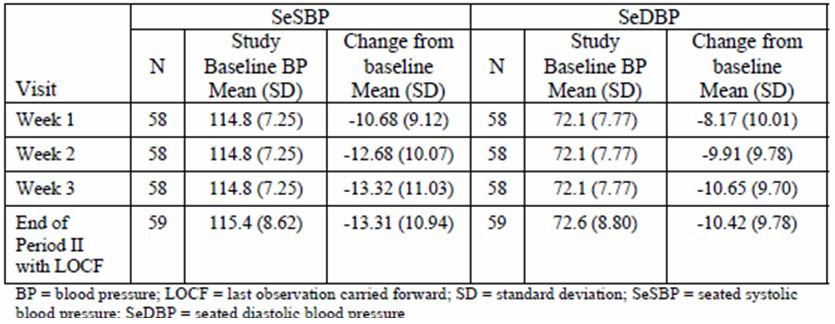 SeSBP SeDBP
Visit N Study Baseline BP Mean (SD) Change from baseline Mean (SD) N Study Baseline BP Mean (SD) Change from baseline Mean (SD)
Week 1 58 114.8 (7.25) -10.68 (9.12) 58 72.1 (7.77) -8.17 (10.01)
Week 2 58 114.8 (7.25) -12.68 (10.07) 58 72.1 (7.77) -9.91 (9.78)
Week 3 58 114.8 (7.25) -13.32 (11.03) 58 72.1 (7.77) -10.65 (9.70)
End of Period II with LOCF 59 115.4 (8.62) -13.31 (10.94) 59 72.6 (8.80) -10.42 (9.78)
BP = blood pressure; LOCF = last observation carried forward; SD = standard deviation; SeSBP = seated systolic
blood pressure; SeDBP = seated diastolic blood pressure